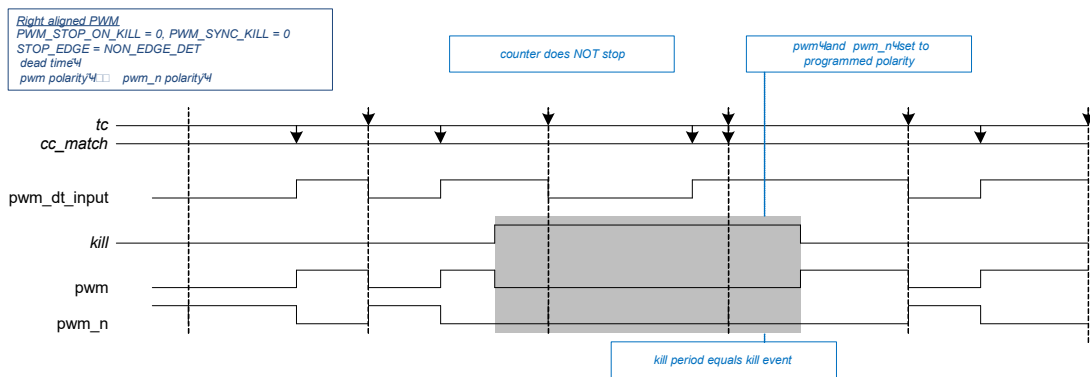 Right aligned PWM
PWM_STOP_ON_KILL = 0, PWM_SYNC_KILL = 0
STOP_EDGE = NON_EDGE_DET
dead time
pwm polarity pwm_n polarity
counter does NOT stop
pwm and pwm_n set to
programmed polarity
tc
cc_match
pwm_dt_input
kill
pwm
pwm_n
kill period equals kill event